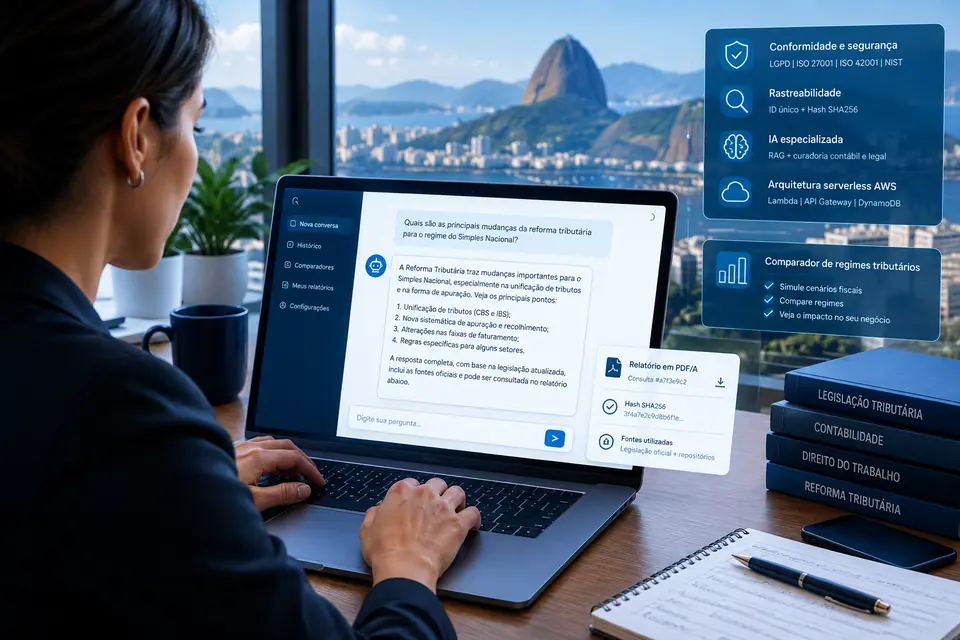 Nova conversa
Histórico
Comparadores
Meus relatórios
Configurações
Quais são as principais mudanças da reforma tributária
para o regime do Simples Nacional?
A Reforma Tributária traz mudanças importantes para o
Simples Nacional, especialmente na unificação de tributos
e na forma de apuração. Veja os principais pontos:
1. Unificação de tributos (CBS e IBS);
2. Nova sistemática de apuração e recolhimento;
3. Alterações nas faixas de faturamento;
4. Regras específicas para alguns setores.
A resposta completa, com base na legislação atualizada,
inclui as fontes oficiais e pode ser consultada no relatório
abaixo.
Digite sua pergunta...
Relatório em PDF/A
Consulta #a7f3e9c2
Hash SHA256
3f4a7e2c9d8b6f1e...
Fontes utilizadas
Legislação oficial + repositórios
Conformidade e segurança
LGPD | ISO 27001 | ISO 42001 | NIST
Rastreabilidade
ID único + Hash SHA256
IA especializada
RAG + curadoria contábil e legal
Arquitetura serverless AWS
Lambda | API Gateway | DynamoDB
Comparador de regimes tributários
Simule cenários fiscais
Compare regimes
Veja o impacto no seu negócio
LEGISLAÇÃO TRIBUTÁRIA
CONTABILIDADE
DIREITO DO TRABALHO
REFORMA TRIBUTÁRIA